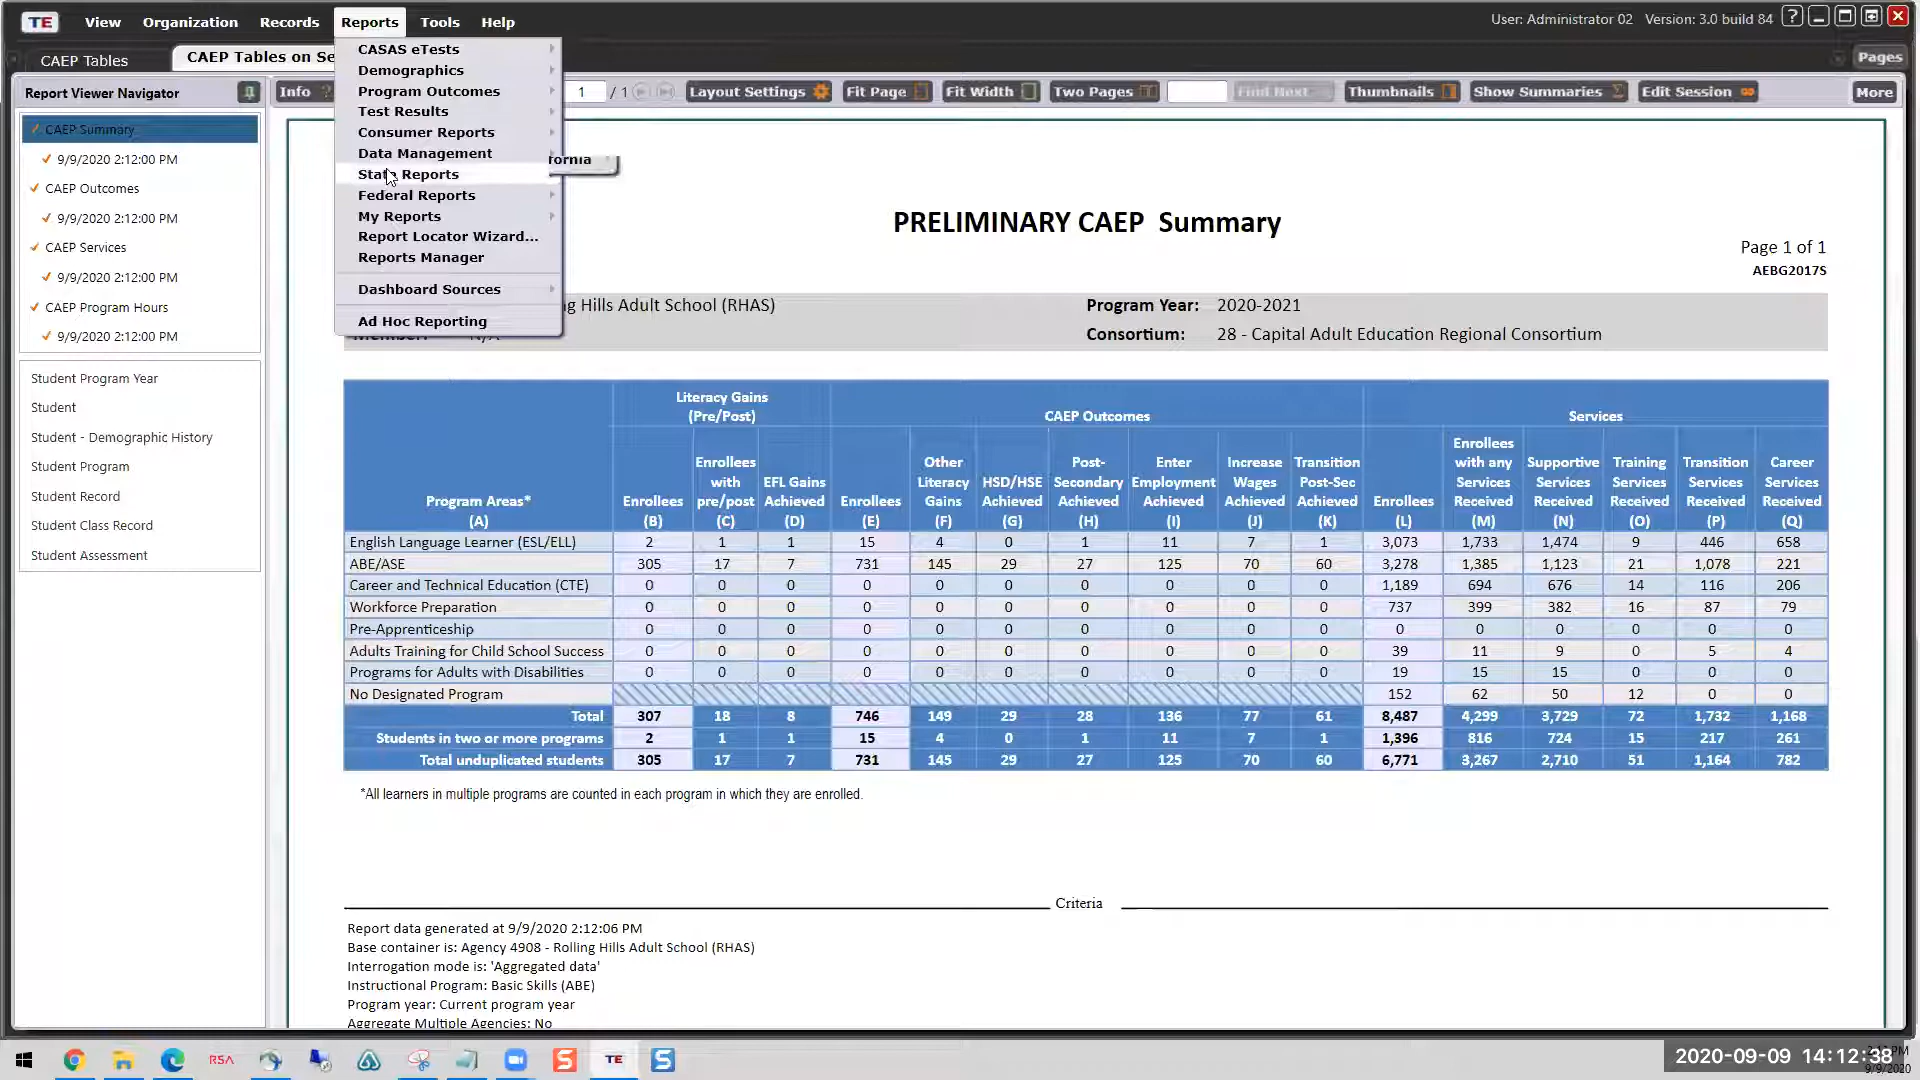 TE View Organization Records Reports Tools Help
User: Administrator 02 Version: 3.0 build 84 ?
CAEP Tables
CAEP Tables on Se
Pages
Report Viewer Navigator
Info ?
1 / 1
Layout Settings
Fit Page
Fit Width
Two Pages
Find Next
Thumbnails
Show Summaries
Edit Session
More
CASAS eTests
Demographics
Program Outcomes
Test Results
Consumer Reports
Data Management
State Reports
Federal Reports
My Reports
Report Locator Wizard...
Reports Manager
Dashboard Sources
Ad Hoc Reporting
fornia
CAEP Summary
9/9/2020 2:12:00 PM
CAEP Outcomes
9/9/2020 2:12:00 PM
CAEP Services
9/9/2020 2:12:00 PM
CAEP Program Hours
9/9/2020 2:12:00 PM
Student Program Year
Student
Student - Demographic History
Student Program
Student Record
Student Class Record
Student Assessment
PRELIMINARY CAEP Summary
Page 1 of 1
AEBG2017S
ng Hills Adult School (RHAS) Program Year: 2020-2021
Member: N/A Consortium: 28 - Capital Adult Education Regional Consortium
Literacy Gains
(Pre/Post)
CAEP Outcomes
Services
Program Areas*
(A)
Enrollees
(B)
Enrollees
with
pre/post
(C)
EFL Gains
Achieved
(D)
Enrollees
(E)
Other
Literacy
Gains
(F)
HSD/HSE
Achieved
(G)
Post-
Secondary
Achieved
(H)
Enter
Employment
Achieved
(I)
Increase
Wages
Achieved
(J)
Transition
Post-Sec
Achieved
(K)
Enrollees
(L)
Enrollees
with any
Services
Received
(M)
Supportive
Services
Received
(N)
Training
Services
Received
(O)
Transition
Services
Received
(P)
Career
Services
Received
(Q)
English Language Learner (ESL/ELL) 2 1 1 15 4 0 1 11 7 1 3,073 1,733 1,474 9 446 658
ABE/ASE 305 17 7 731 145 29 27 125 70 60 3,278 1,385 1,123 21 1,078 221
Career and Technical Education (CTE) 0 0 0 0 0 0 0 0 0 0 1,189 694 676 14 116 206
Workforce Preparation 0 0 0 0 0 0 0 0 0 0 737 399 382 16 87 79
Pre-Apprenticeship 0 0 0 0 0 0 0 0 0 0 0 0 0 0 0 0
Adults Training for Child School Success 0 0 0 0 0 0 0 0 0 0 39 11 9 0 5 4
Programs for Adults with Disabilities 0 0 0 0 0 0 0 0 0 0 19 15 15 0 0 0
No Designated Program 152 62 50 12 0 0
Total 307 18 8 746 149 29 28 136 77 61 8,487 4,299 3,729 72 1,732 1,168
Students in two or more programs 2 1 1 15 4 0 1 11 7 1 1,396 816 724 15 217 261
Total unduplicated students 305 17 7 731 145 29 27 125 70 60 6,771 3,267 2,710 51 1,164 782
*All learners in multiple programs are counted in each program in which they are enrolled.
Criteria
Report data generated at 9/9/2020 2:12:06 PM
Base container is: Agency 4908 - Rolling Hills Adult School (RHAS)
Interrogation mode is: 'Aggregated data'
Instructional Program: Basic Skills (ABE)
Program year: Current program year
Aggregate Multiple Agencies: No
RSA
S
TE
S
2020-09-09 14:12:38
9/9/2020